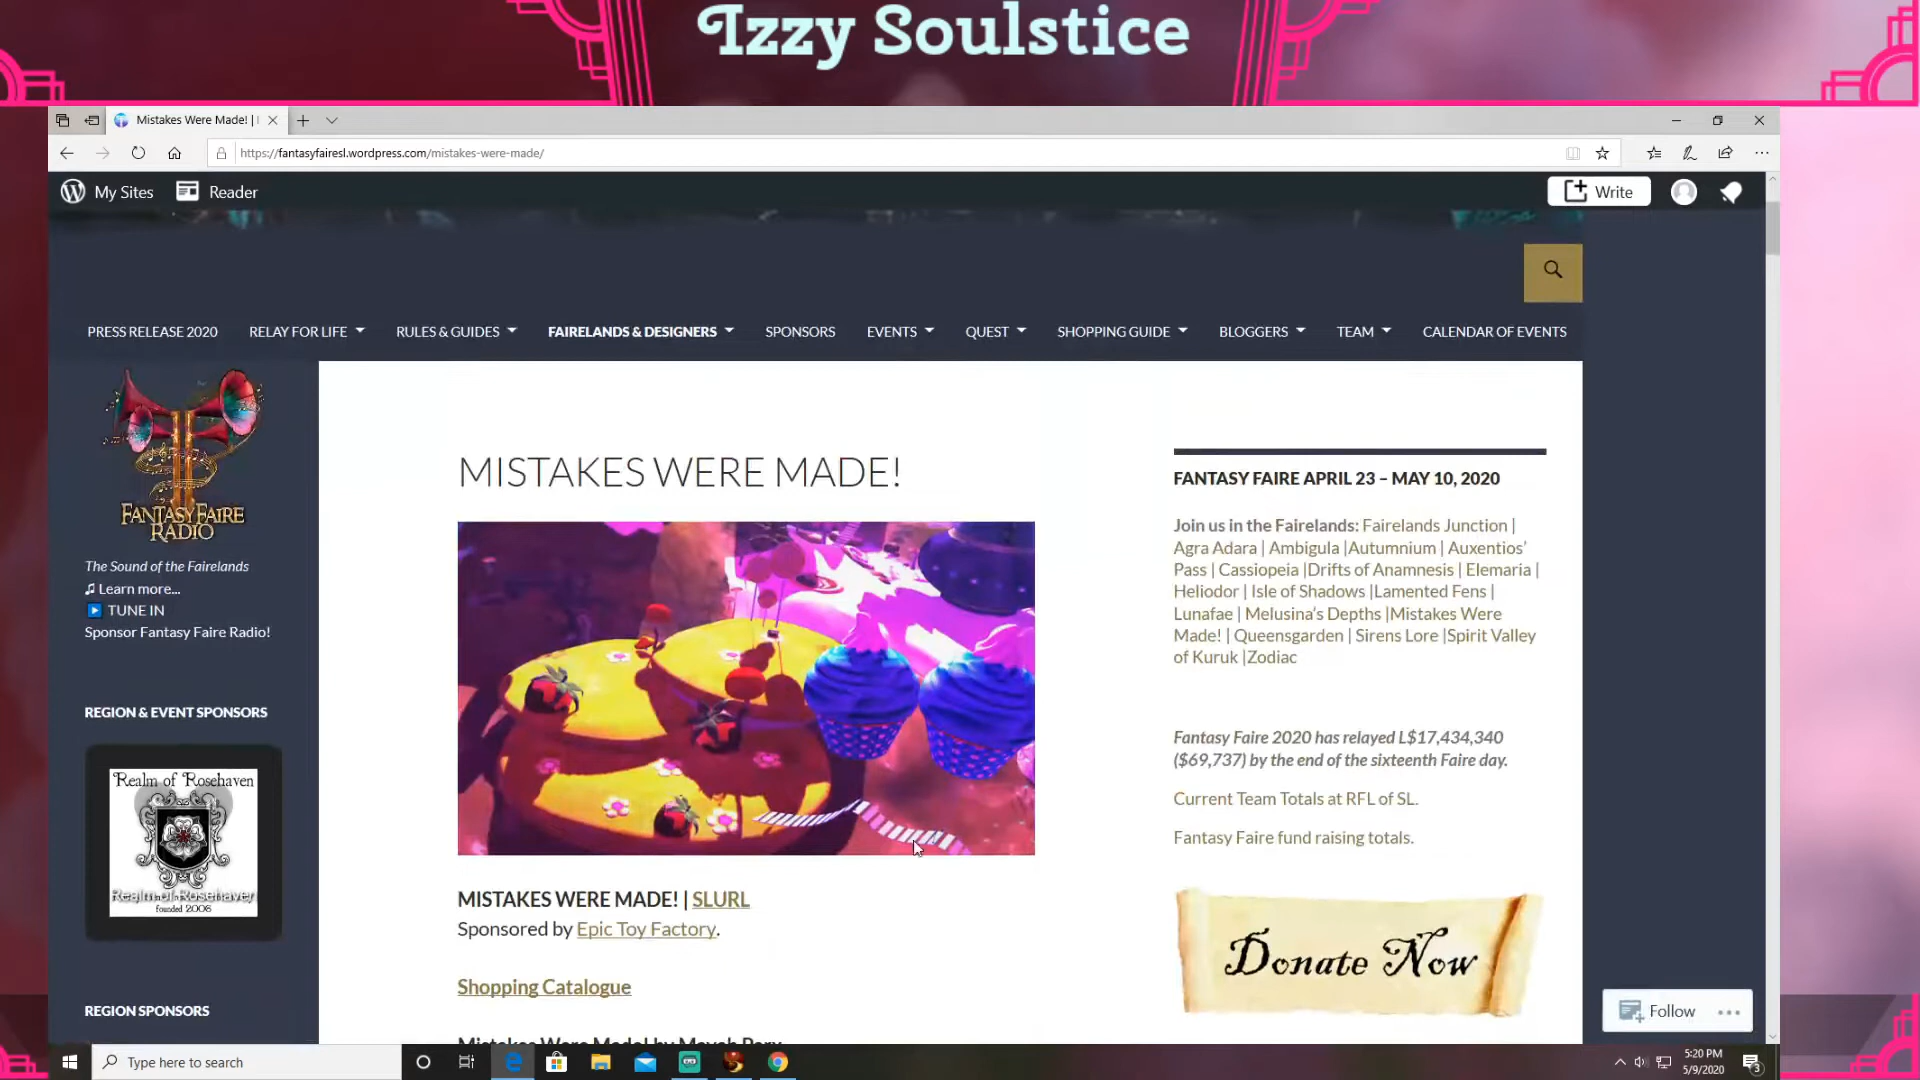 Izzy Soulstice
Mistakes Were Made! |
https://fantasyfairesl.wordpress.com/mistakes-were-made/
My Sites Reader Write
PRESS RELEASE 2020 RELAY FOR LIFE RULES & GUIDES FAIRELANDS & DESIGNERS SPONSORS EVENTS QUEST SHOPPING GUIDE BLOGGERS TEAM CALENDAR OF EVENTS
FANTASY FAIRE
RADIO
The Sound of the Fairelands
♫ Learn more...
TUNE IN
Sponsor Fantasy Faire Radio!
REGION & EVENT SPONSORS
Realm of Rosehaven
Realm of Rosehaven
founded 2006
REGION SPONSORS
MISTAKES WERE MADE!
MISTAKES WERE MADE! | SLURL
Sponsored by Epic Toy Factory.
Shopping Catalogue
FANTASY FAIRE APRIL 23 – MAY 10, 2020
Join us in the Fairelands: Fairelands Junction |
Agra Adara | Ambigula |Autumnium | Auxentios’
Pass | Cassiopeia |Drifts of Anamnesis | Elemaria |
Heliodor | Isle of Shadows |Lamented Fens |
Lunafae | Melusina’s Depths |Mistakes Were
Made! | Queensgarden | Sirens Lore |Spirit Valley
of Kuruk |Zodiac
Fantasy Faire 2020 has relayed L$17,434,340
($69,737) by the end of the sixteenth Faire day.
Current Team Totals at RFL of SL.
Fantasy Faire fund raising totals.
Donate Now
Follow
Type here to search
5:20 PM
5/9/2020
3